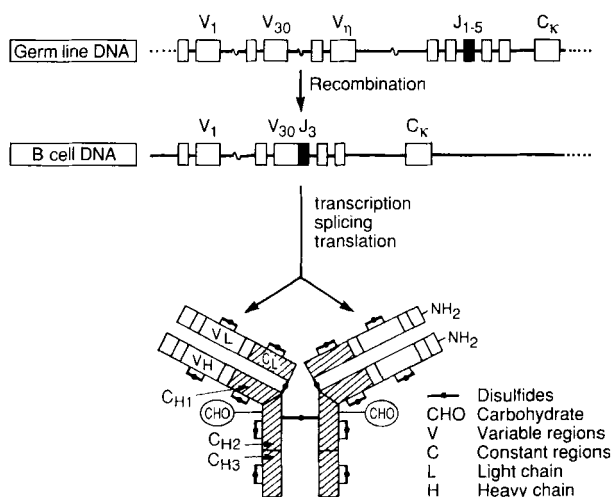 V1 V30 Vη J1-5 Cκ
Germ line DNA
Recombination
V1 V30 J3 Cκ
B cell DNA
transcription
splicing
translation
NH2
VL CL NH2
VH
CH1
CHO CHO
CH2
CH3
Disulfides
CHO Carbohydrate
V Variable regions
C Constant regions
L Light chain
H Heavy chain